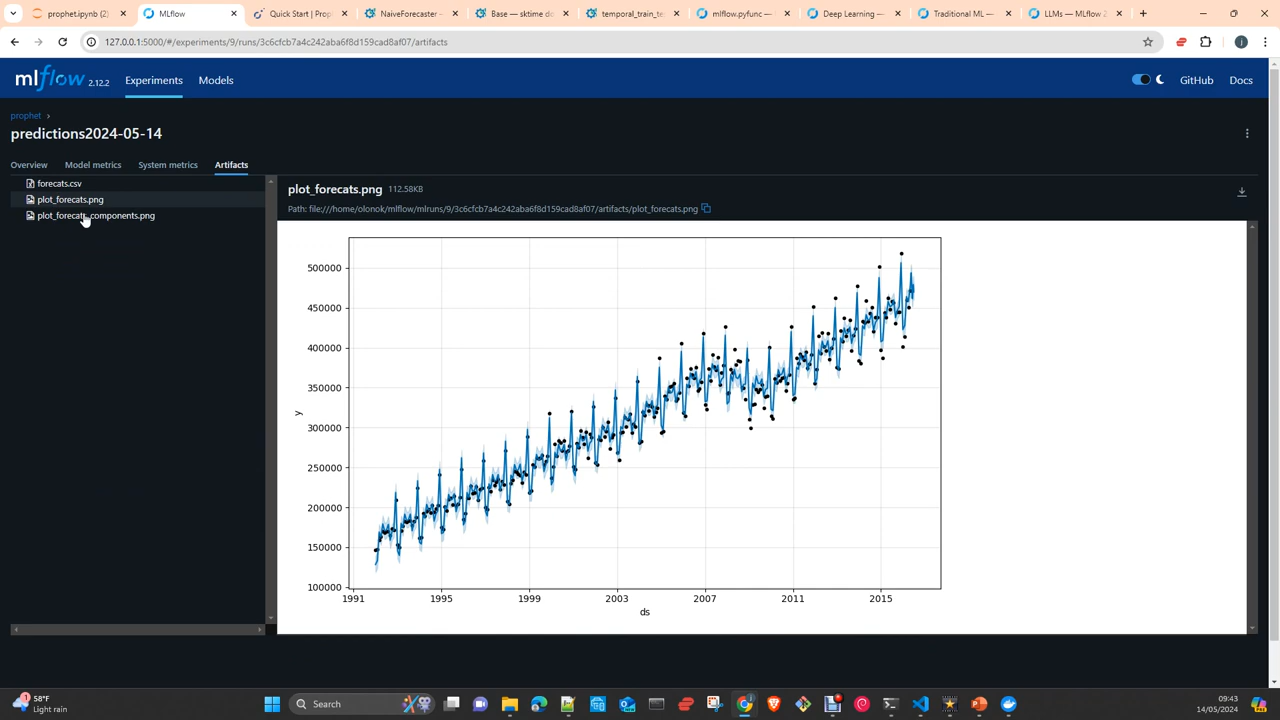 prophet.ipynb (2)
MLflow
Quick Start | Prop
NaiveForecaster —
Base — sktime do
temporal_train_te
mlflow.pyfunc —
Deep Learning —
Traditional ML —
LLMs — MLflow 2
127.0.0.1:5000/#/experiments/9/runs/3c6cfcb7a4c242aba6f8d159cad8af07/artifacts
i
mlflow 2.12.2
Experiments
Models
GitHub
Docs
prophet
predictions2024-05-14
Overview
Model metrics
System metrics
Artifacts
forecats.csv
plot_forecats.png
plot_forecats_components.png
plot_forecats.png 112.58KB
Path: file:///home/olonok/mlflow/mlruns/9/3c6cfcb7a4c242aba6f8d159cad8af07/artifacts/plot_forecats.png
500000
450000
400000
350000
300000
250000
200000
150000
100000
y
1991 1995 1999 2003 2007 2011 2015
ds
1
58°F
Light rain
Search
09:43
14/05/2024